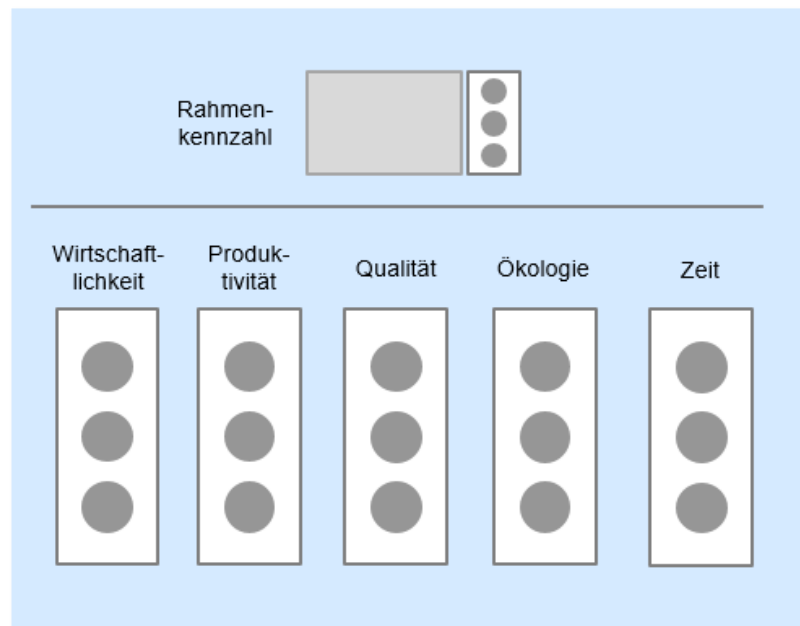 Rahmen-
kennzahl
Wirtschaft-
lichkeit
Produk-
tivität
Qualität
Ökologie
Zeit